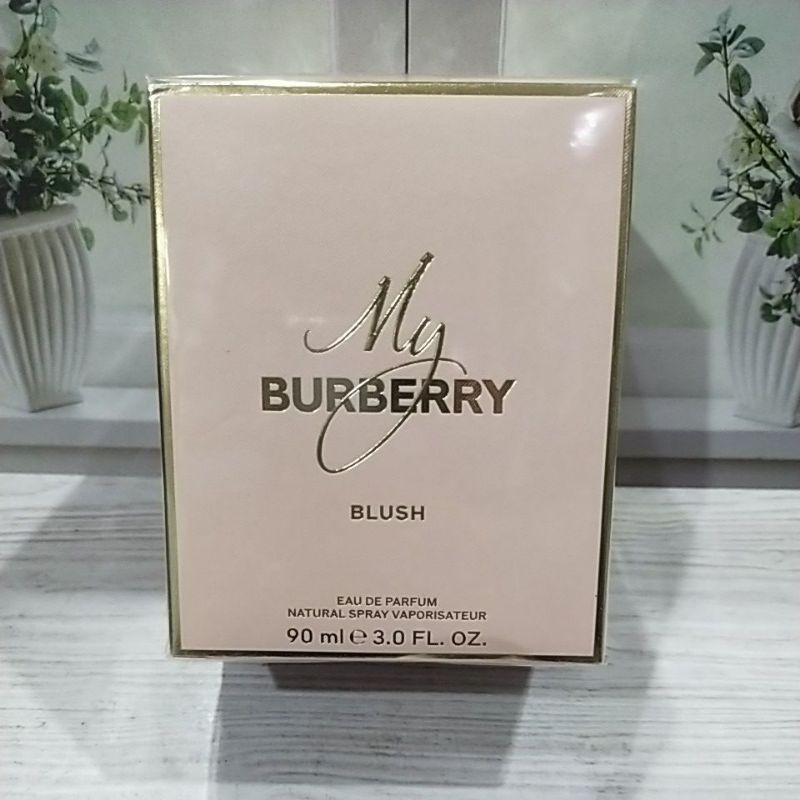 My
BURBERRY
BLUSH
EAU DE PARFUM
NATURAL SPRAY VAPORISATEUR
90 ml ℮ 3.0 FL. OZ.